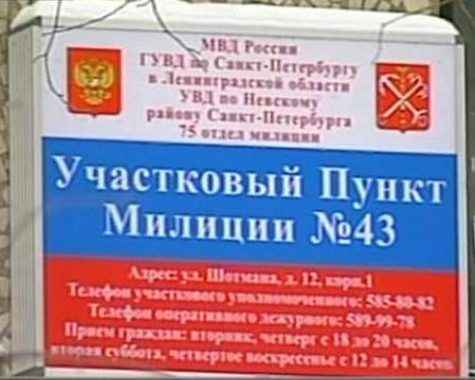 МВД России
ГУВД по Санкт-Петербургу
в Ленинградской области
УВД по Невскому
району Санкт-Петербурга
75 отдел милиции
Участковый Пункт
Милиции №43
Адрес: ул. Шотмана, д. 12, корп.1
Телефон участкового уполномоченного: 585-80-82
Телефон оперативного дежурного: 589-99-78
Прием граждан: вторник, четверг с 18 до 20 часов,
вторая суббота, четвертое воскресенье с 12 до 14 часов